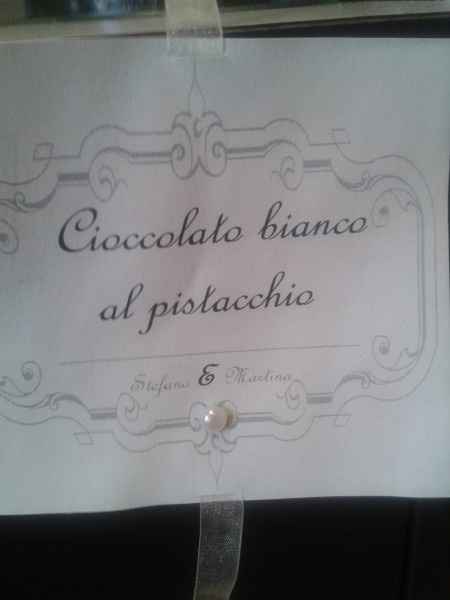 Cioccolato bianco
al pistacchio
Stefano & Martina